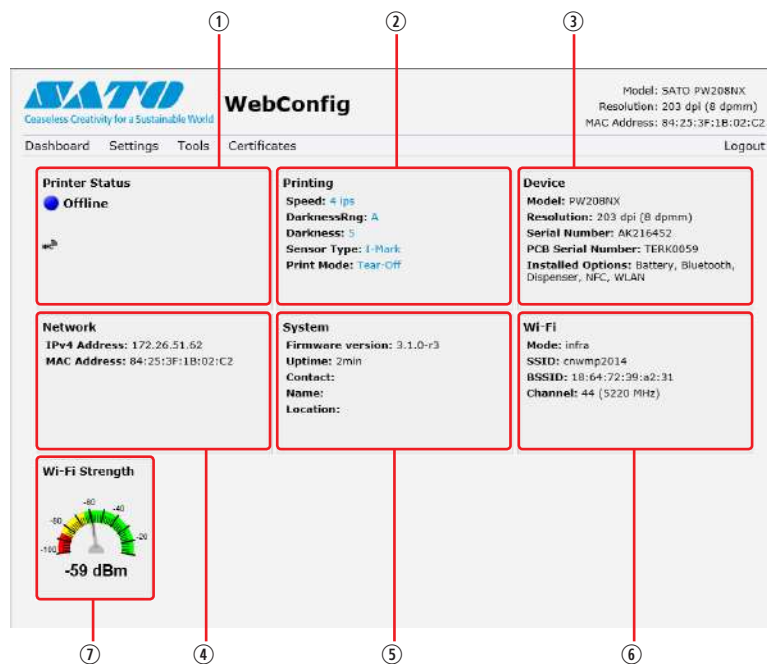 ① ② ③
SATO
Ceaseless Creativity for a Sustainable World
WebConfig
Model: SATO PW208NX
Resolution: 203 dpi (8 dpmm)
MAC Address: 84:25:3F:1B:02:C2
Dashboard Settings Tools Certificates Logout
Printer Status
Offline
Printing
Speed: 4 ips
DarknessRng: A
Darkness: 5
Sensor Type: I-Mark
Print Mode: Tear-Off
Device
Model: PW208NX
Resolution: 203 dpi (8 dpmm)
Serial Number: AK216452
PCB Serial Number: TERK0059
Installed Options: Battery, Bluetooth,
Dispenser, NFC, WLAN
Network
IPv4 Address: 172.26.51.62
MAC Address: 84:25:3F:1B:02:C2
System
Firmware version: 3.1.0-r3
Uptime: 2min
Contact:
Name:
Location:
Wi-Fi
Mode: infra
SSID: cnwmp2014
BSSID: 18:64:72:39:a2:31
Channel: 44 (5220 MHz)
Wi-Fi Strength
-100 -80 -60 -40 -20
-59 dBm
⑦ ④ ⑤ ⑥